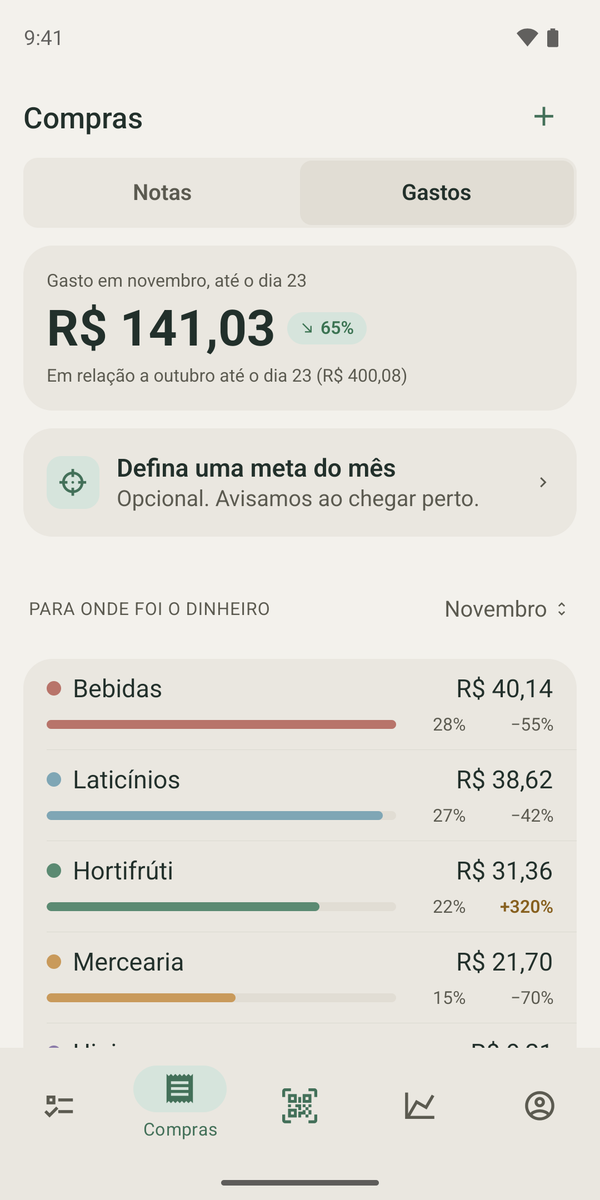 9:41
Compras
Notas
Gastos
Gasto em novembro, até o dia 23
R$ 141,03 ↘ 65%
Em relação a outubro até o dia 23 (R$ 400,08)
Defina uma meta do mês
Opcional. Avisamos ao chegar perto.
PARA ONDE FOI O DINHEIRO
Novembro
Bebidas R$ 40,14
28% −55%
Laticínios R$ 38,62
27% −42%
Hortifrúti R$ 31,36
22% +320%
Mercearia R$ 21,70
15% −70%
Compras